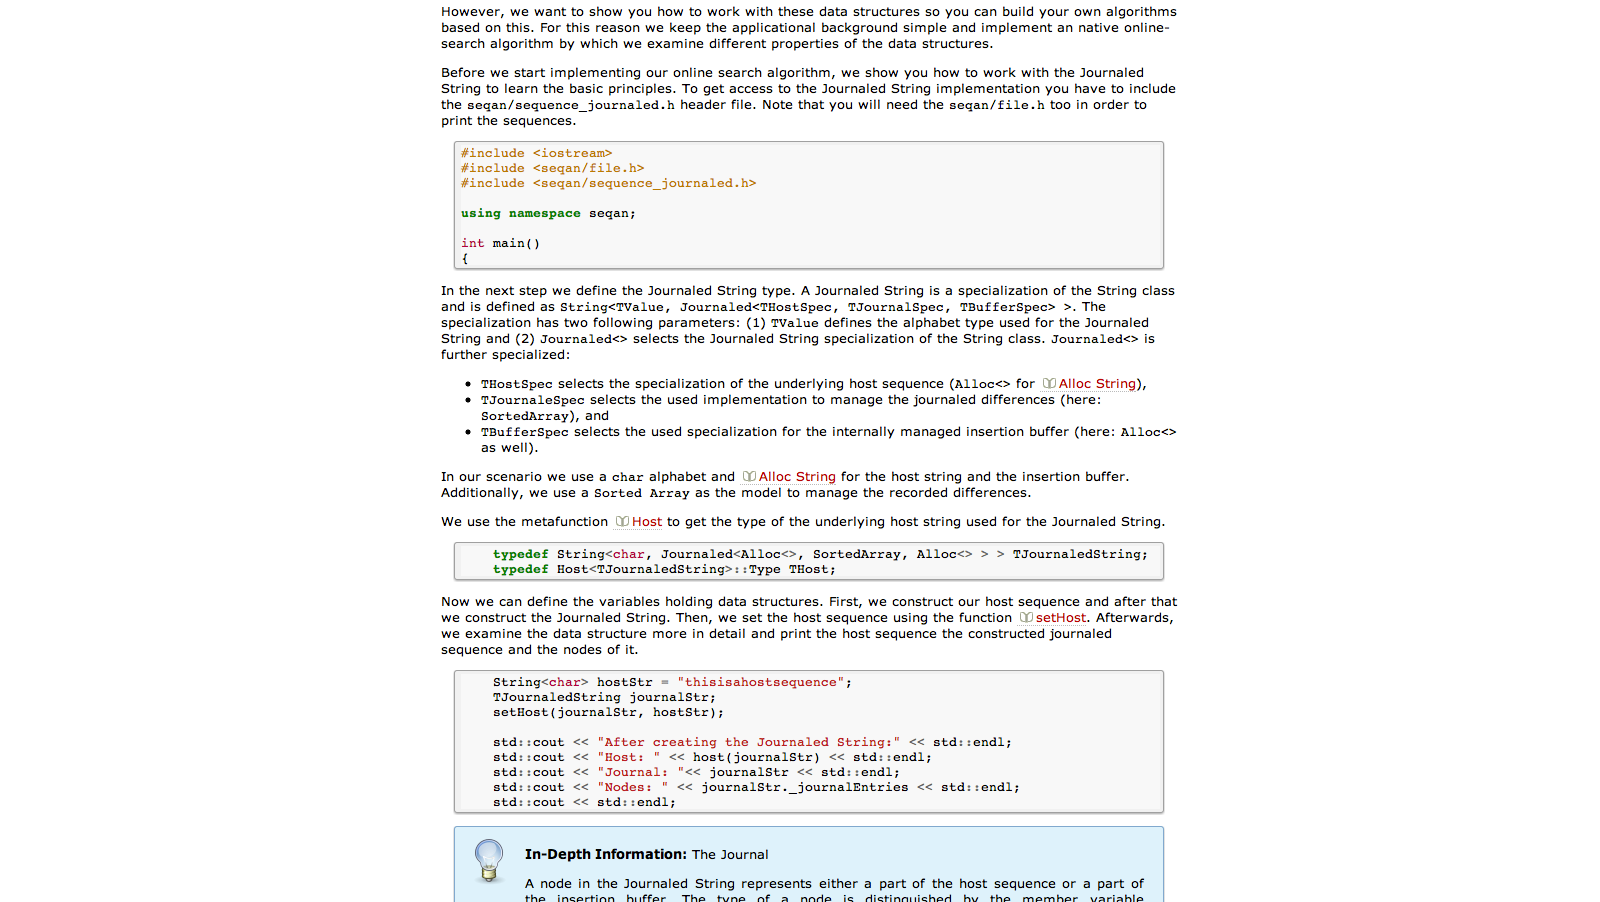 However, we want to show you how to work with these data structures so you can build your own algorithms
based on this. For this reason we keep the applicational background simple and implement an native online-
search algorithm by which we examine different properties of the data structures.
Before we start implementing our online search algorithm, we show you how to work with the Journaled
String to learn the basic principles. To get access to the Journaled String implementation you have to include
the seqan/sequence_journaled.h header file. Note that you will need the seqan/file.h too in order to
print the sequences.
#include <iostream>
#include <seqan/file.h>
#include <seqan/sequence_journaled.h>
using namespace seqan;
int main()
{
In the next step we define the Journaled String type. A Journaled String is a specialization of the String class
and is defined as String<TValue, Journaled<THostSpec, TJournalSpec, TBufferSpec> >. The
specialization has two following parameters: (1) TValue defines the alphabet type used for the Journaled
String and (2) Journaled<> selects the Journaled String specialization of the String class. Journaled<> is
further specialized:
• THostSpec selects the specialization of the underlying host sequence (Alloc<> for Alloc String),
• TJournaleSpec selects the used implementation to manage the journaled differences (here:
SortedArray), and
• TBufferSpec selects the used specialization for the internally managed insertion buffer (here: Alloc<>
as well).
In our scenario we use a char alphabet and Alloc String for the host string and the insertion buffer.
Additionally, we use a Sorted Array as the model to manage the recorded differences.
We use the metafunction Host to get the type of the underlying host string used for the Journaled String.
typedef String<char, Journaled<Alloc<>, SortedArray, Alloc<> > > TJournaledString;
typedef Host<TJournaledString>::Type THost;
Now we can define the variables holding data structures. First, we construct our host sequence and after that
we construct the Journaled String. Then, we set the host sequence using the function setHost. Afterwards,
we examine the data structure more in detail and print the host sequence the constructed journaled
sequence and the nodes of it.
String<char> hostStr = "thisisahostsequence";
TJournaledString journalStr;
setHost(journalStr, hostStr);
std::cout << "After creating the Journaled String:" << std::endl;
std::cout << "Host: " << host(journalStr) << std::endl;
std::cout << "Journal: "<< journalStr << std::endl;
std::cout << "Nodes: " << journalStr._journalEntries << std::endl;
std::cout << std::endl;
In-Depth Information: The Journal
A node in the Journaled String represents either a part of the host sequence or a part of
the insertion buffer. The type of a node is distinguished by the member variable